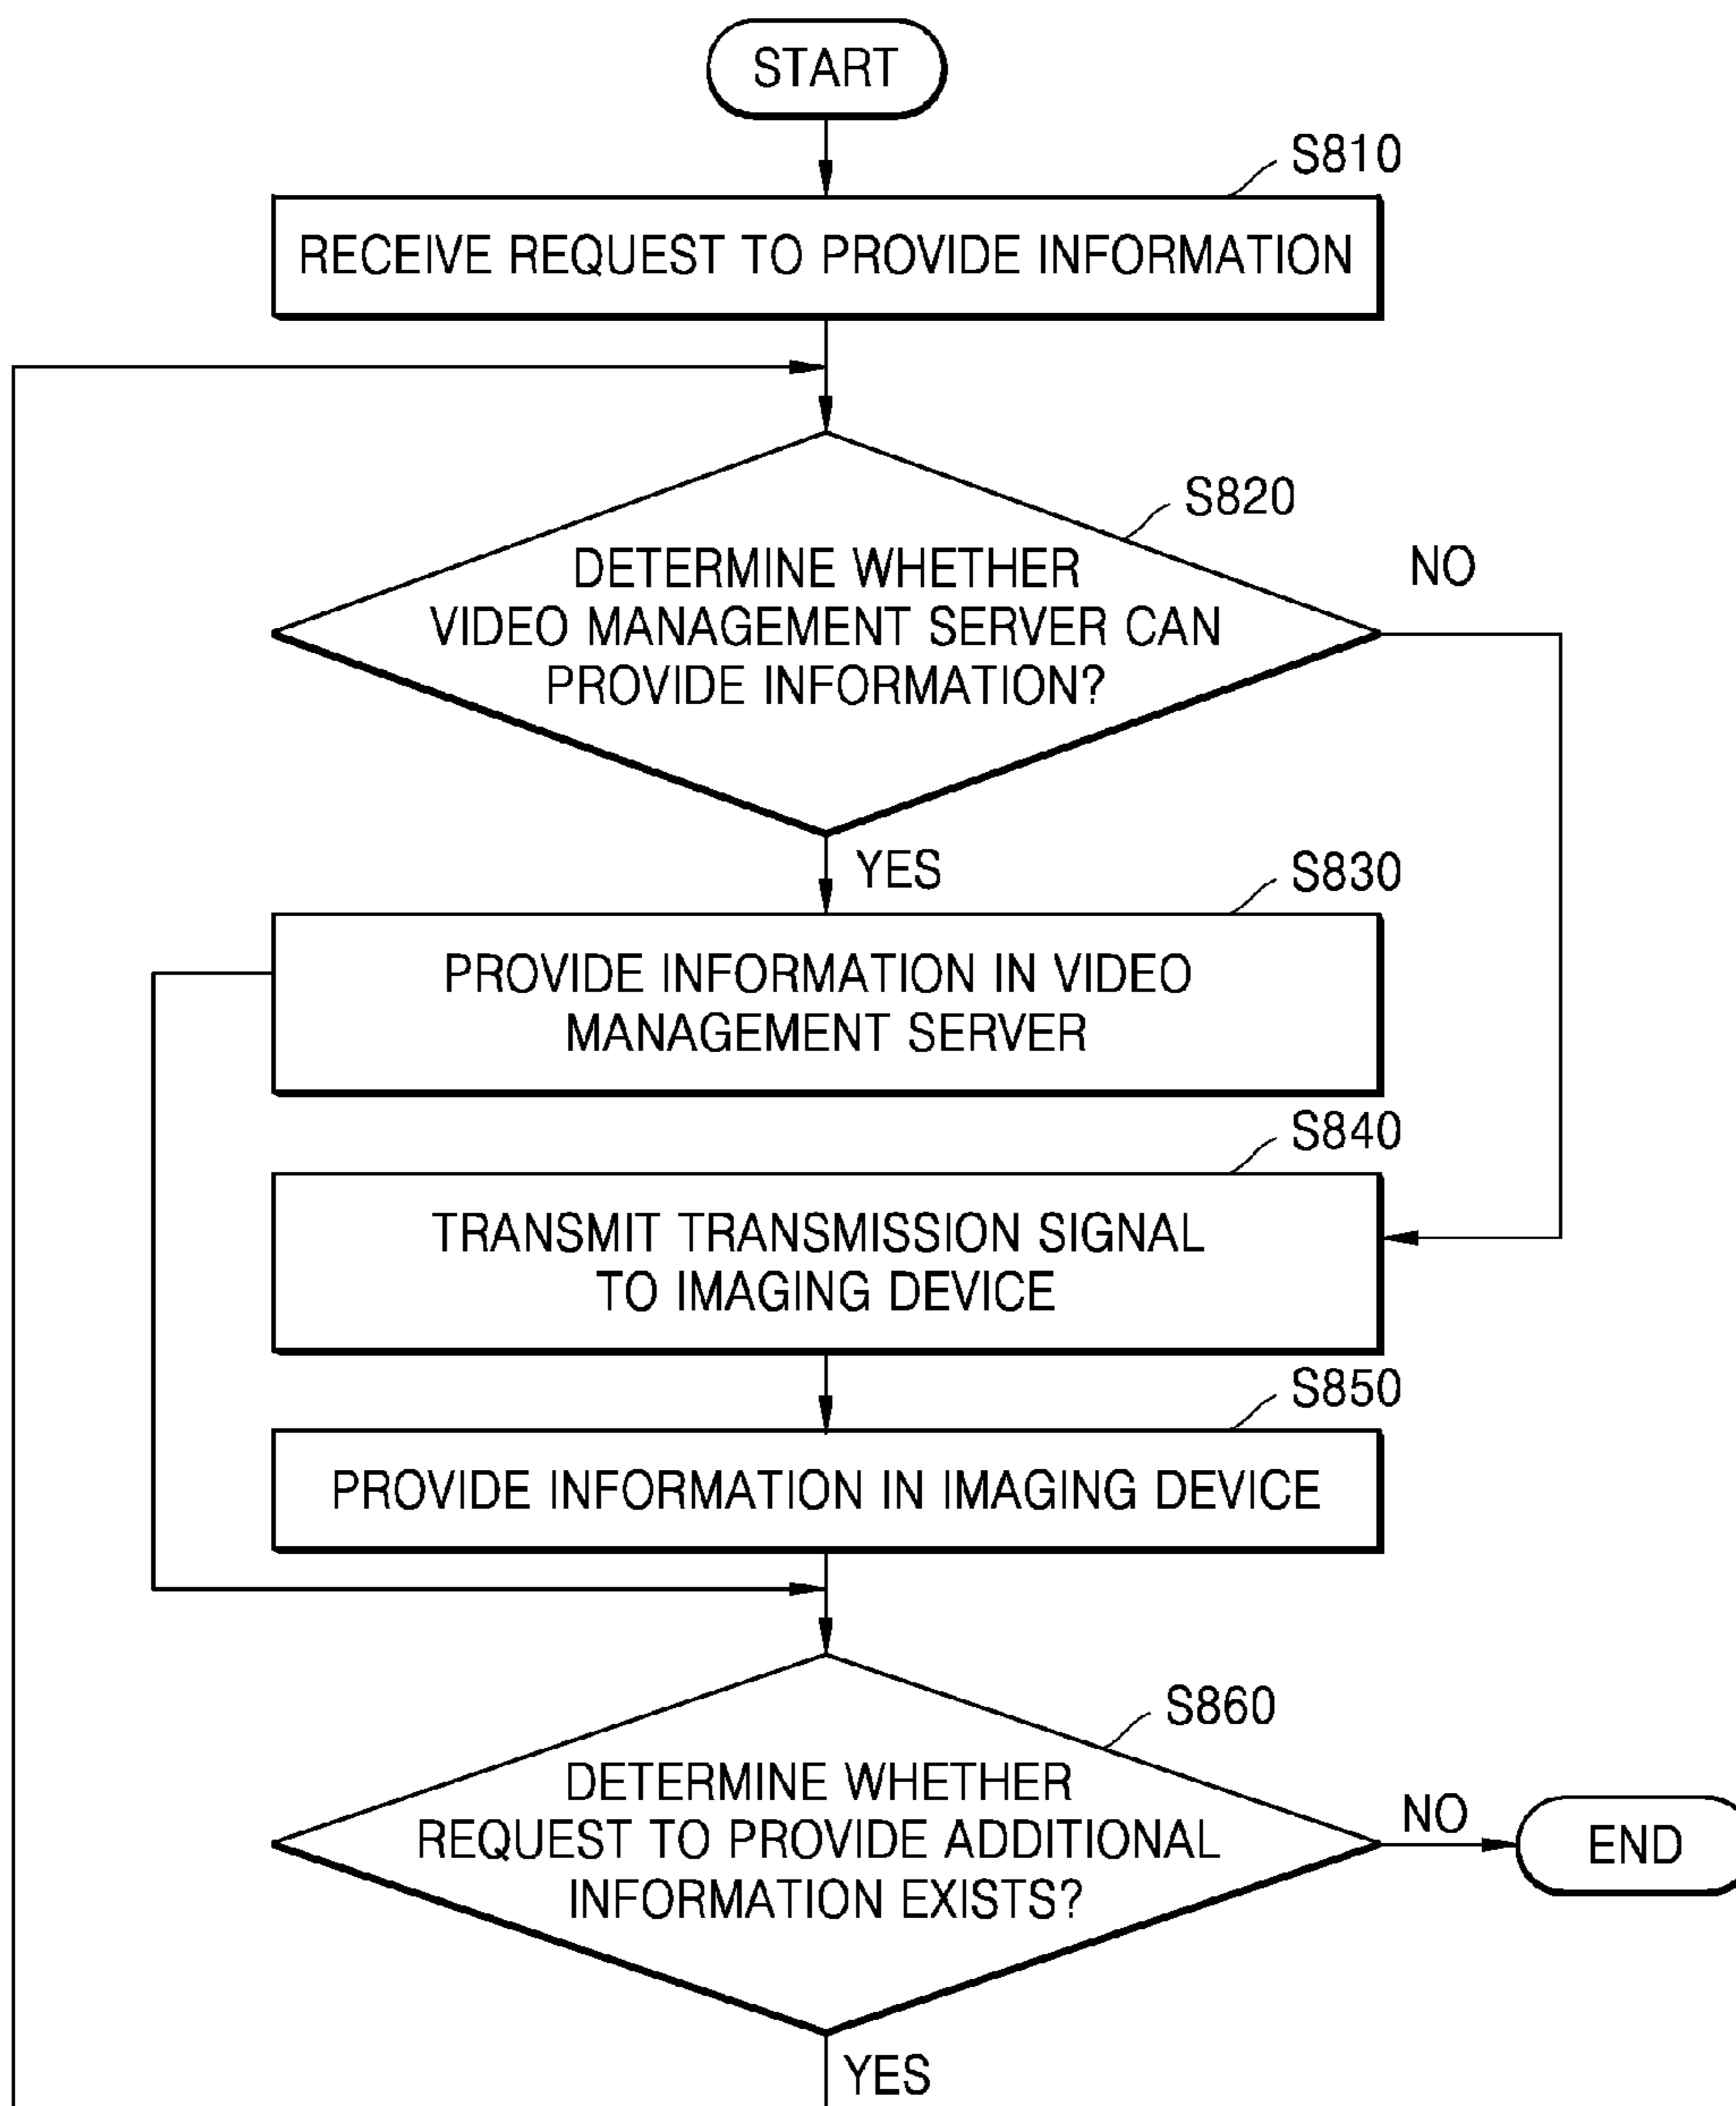 START
S810
RECEIVE REQUEST TO PROVIDE INFORMATION
S820
DETERMINE WHETHER
VIDEO MANAGEMENT SERVER CAN
PROVIDE INFORMATION?
NO
YES
S830
PROVIDE INFORMATION IN VIDEO
MANAGEMENT SERVER
S840
TRANSMIT TRANSMISSION SIGNAL
TO IMAGING DEVICE
S850
PROVIDE INFORMATION IN IMAGING DEVICE
S860
DETERMINE WHETHER
REQUEST TO PROVIDE ADDITIONAL
INFORMATION EXISTS?
NO
END
YES